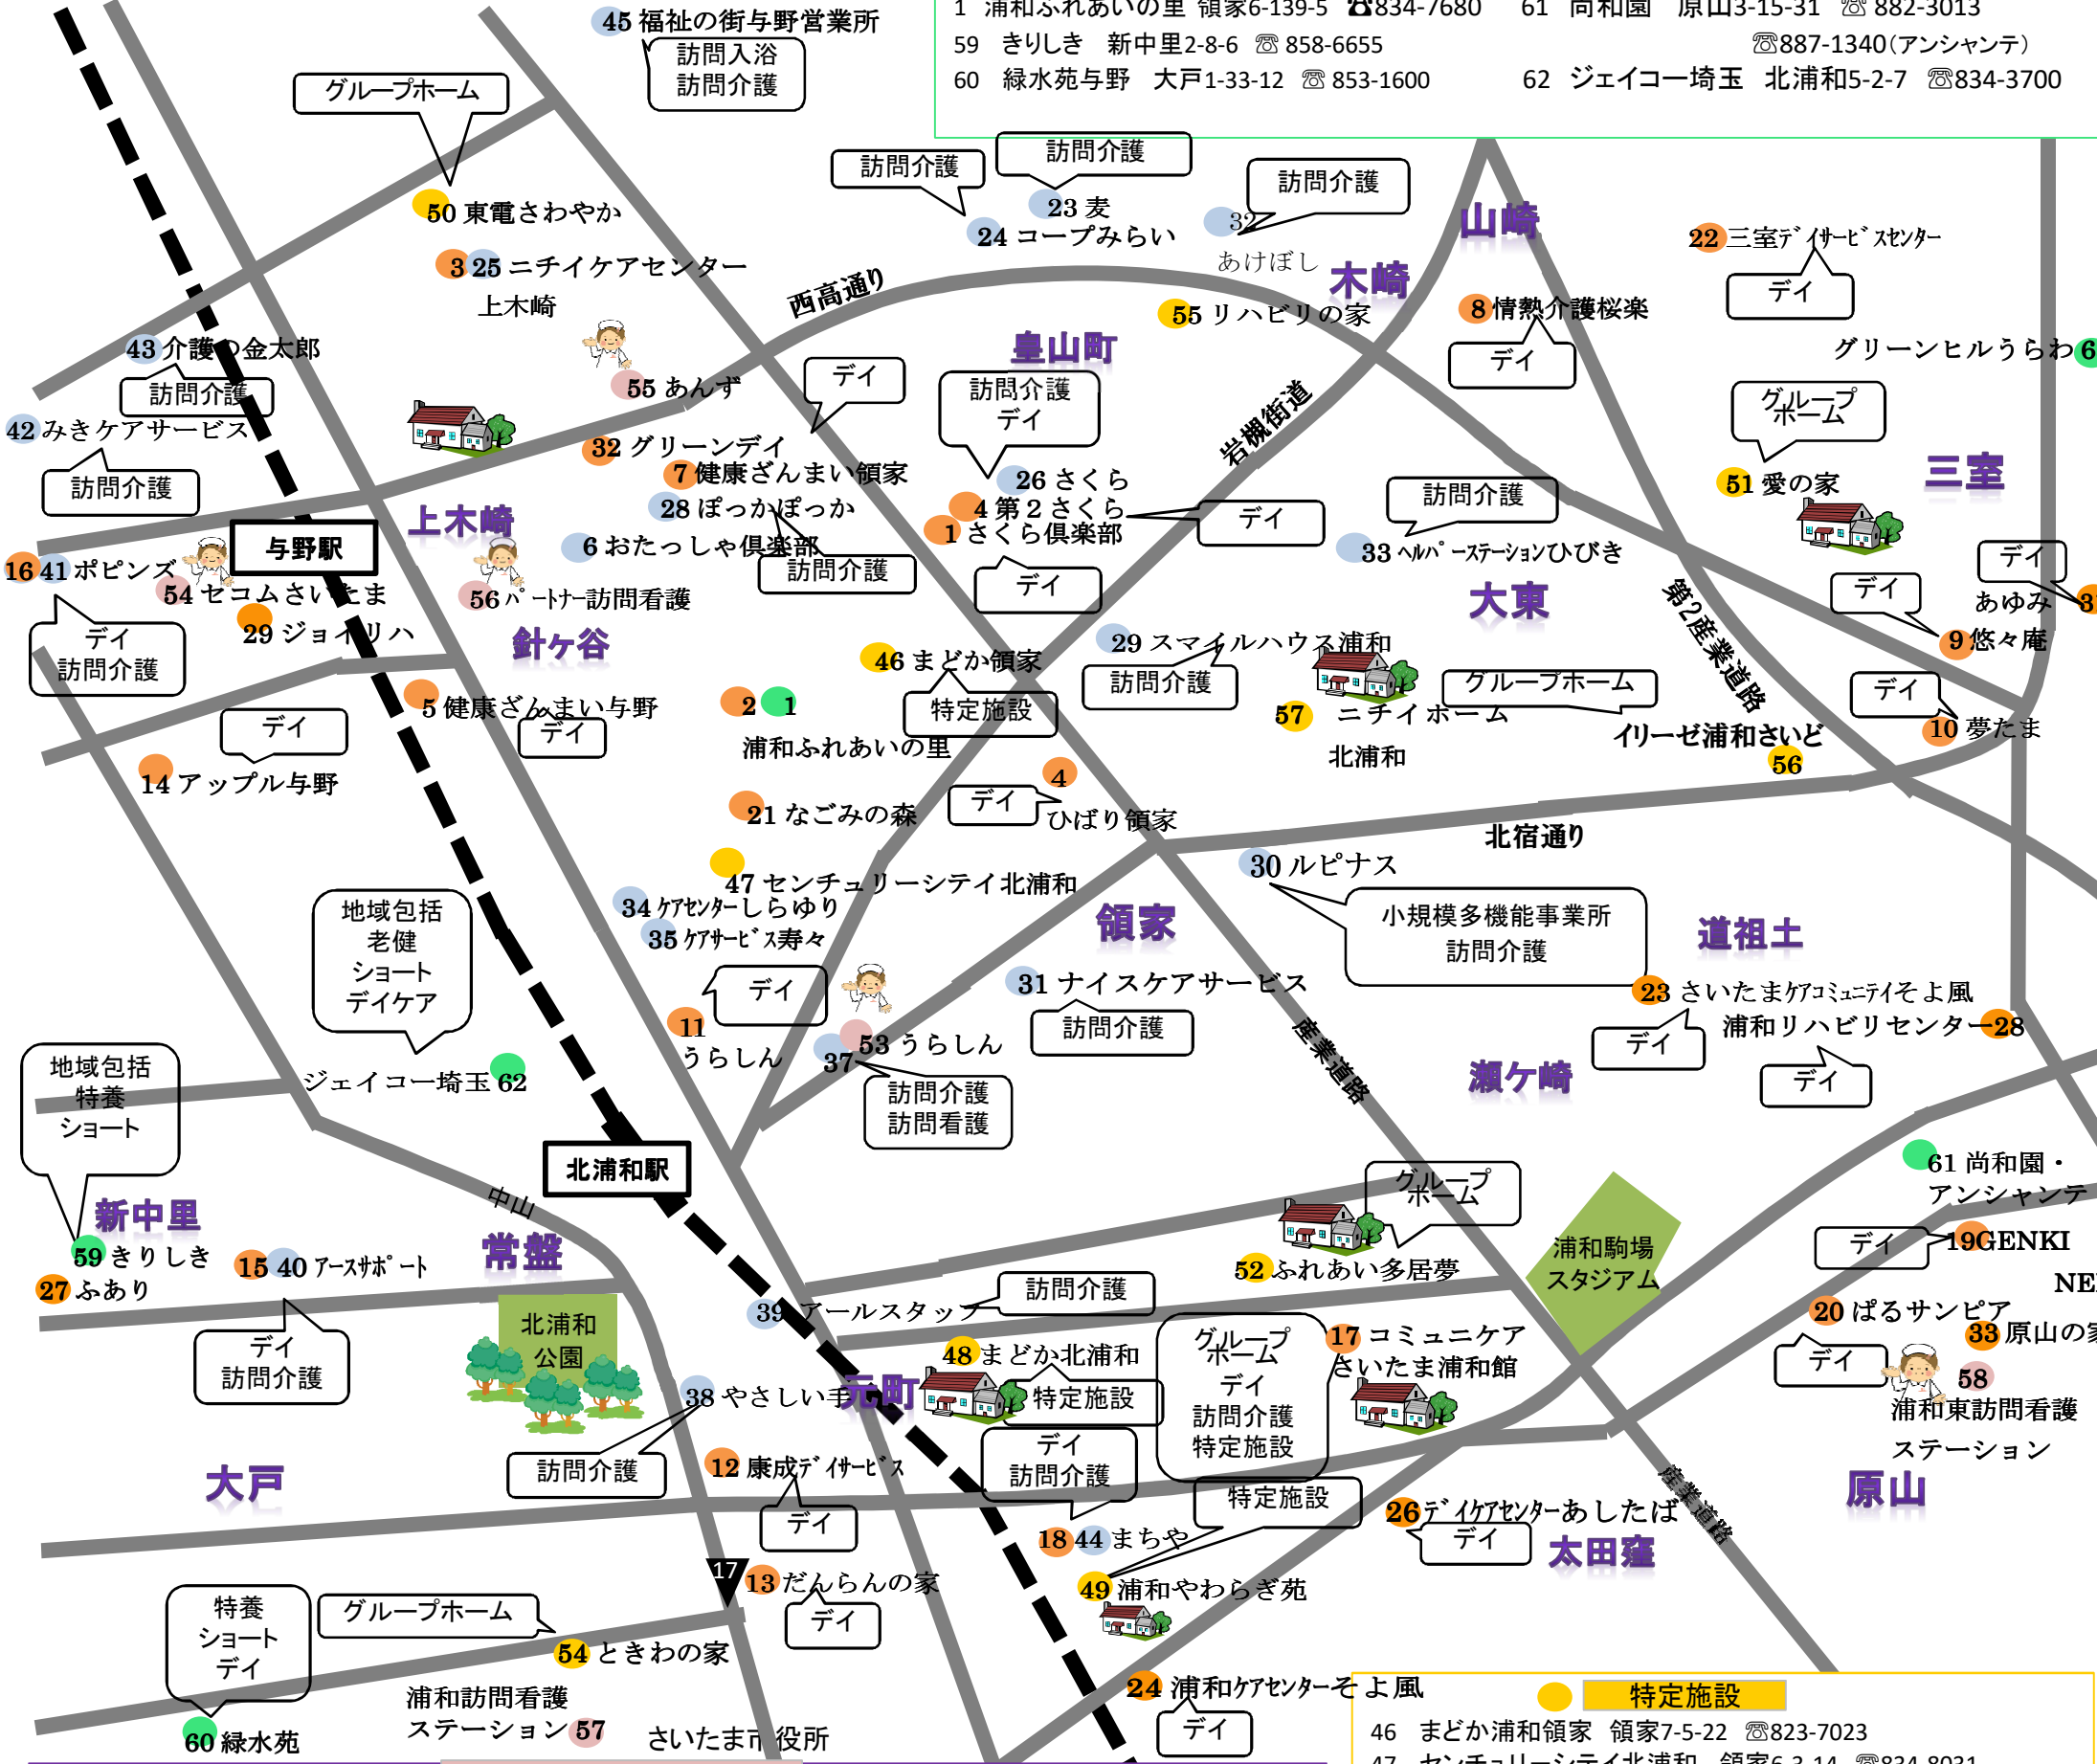 1 浦和ふれあいの里 領家6-139-5 ☎834-7680 61 尚和園 原山3-15-31 ☏ 882-3013
59 きりしき 新中里2-8-6 ☏ 858-6655 ☏887-1340(アンシャンテ)
60 緑水苑与野 大戸1-33-12 ☏ 853-1600 62 ジェイコー埼玉 北浦和5-2-7 ☏834-3700
45 福祉の街与野営業所
訪問入浴
訪問介護
グループホーム
50 東電さわやか
3 25 ニチイケアセンター
上木崎
訪問介護
23 麦
訪問介護
24 コープみらい
訪問介護
32
あけぼし
山崎
木崎
22 三室デイサービスセンター
デイ
西高通り
55 リハビリの家
8 情熱介護桜楽
デイ
グリーンヒルうらわ 6
43 介護の金太郎
訪問介護
42 みきケアサービス
訪問介護
55 あんず
デイ
皇山町
訪問介護
デイ
岩槻街道
グループ
ホーム
51 愛の家
三室
32 グリーンデイ
7 健康ざんまい領家
28 ぽっかぽっか
6 おたっしゃ倶楽部
訪問介護
26 さくら
4 第2さくら
1 さくら倶楽部
デイ
デイ
訪問介護
33 ヘルパーステーションひびき
上木崎
与野駅
16 41 ポピンズ
デイ
訪問介護
54 セコムさいたま
29 ジョイリハ
56 パートナー訪問看護
針ヶ谷
大東
第2産業道路
デイ
あゆみ 3
デイ
9 悠々庵
デイ
10 夢たま
46 まどか領家
特定施設
29 スマイルハウス浦和
訪問介護
57 ニチイホーム
北浦和
グループホーム
イリーゼ浦和さいど
56
5 健康ざんまい与野
デイ
デイ
14 アップル与野
2 1
浦和ふれあいの里
21 なごみの森
デイ
4
ひばり領家
北宿通り
47 センチュリーシテイ北浦和
34 ケアセンターしらゆり
35 ケアサービス寿々
領家
30 ルピナス
小規模多機能事業所
訪問介護
道祖土
地域包括
老健
ショート
デイケア
ジェイコー埼玉 62
デイ
11
うらしん
37
53 うらしん
訪問介護
訪問看護
31 ナイスケアサービス
訪問介護
産業道路
23 さいたまケアコミュニテイそよ風
デイ
浦和リハビリセンター 28
デイ
瀬ケ崎
地域包括
特養
ショート
新中里
59 きりしき
27 ふあり
15 40 アースサポート
デイ
訪問介護
北浦和駅
中山
常盤
北浦和
公園
39 アールスタッフ
訪問介護
グループ
ホーム
52 ふれあい多居夢
浦和駒場
スタジアム
61 尚和園・
アンシャンテ
デイ
19GENKI
NE
20 ぱるサンピア
デイ
33 原山の家
58
浦和東訪問看護
ステーション
原山
38 やさしい手
訪問介護
元町
48 まどか北浦和
特定施設
グループ
ホーム
デイ
訪問介護
特定施設
17 コミュニケア
さいたま浦和館
大戸
12 康成デイサービス
デイ
デイ
訪問介護
18 44 まちや
特定施設
49 浦和やわらぎ苑
26 デイケアセンターあしたば
デイ
太田窪
産業道路
17
13 だんらんの家
デイ
特養
ショート
デイ
60 緑水苑
グループホーム
54 ときわの家
浦和訪問看護
ステーション 57
さいたま市役所
24 浦和ケアセンターそよ風
デイ
特定施設
46 まどか浦和領家 領家7-5-22 ☏823-7023
47 センチュリーシテイ北浦和 領家6-3-14 ☏834-8031